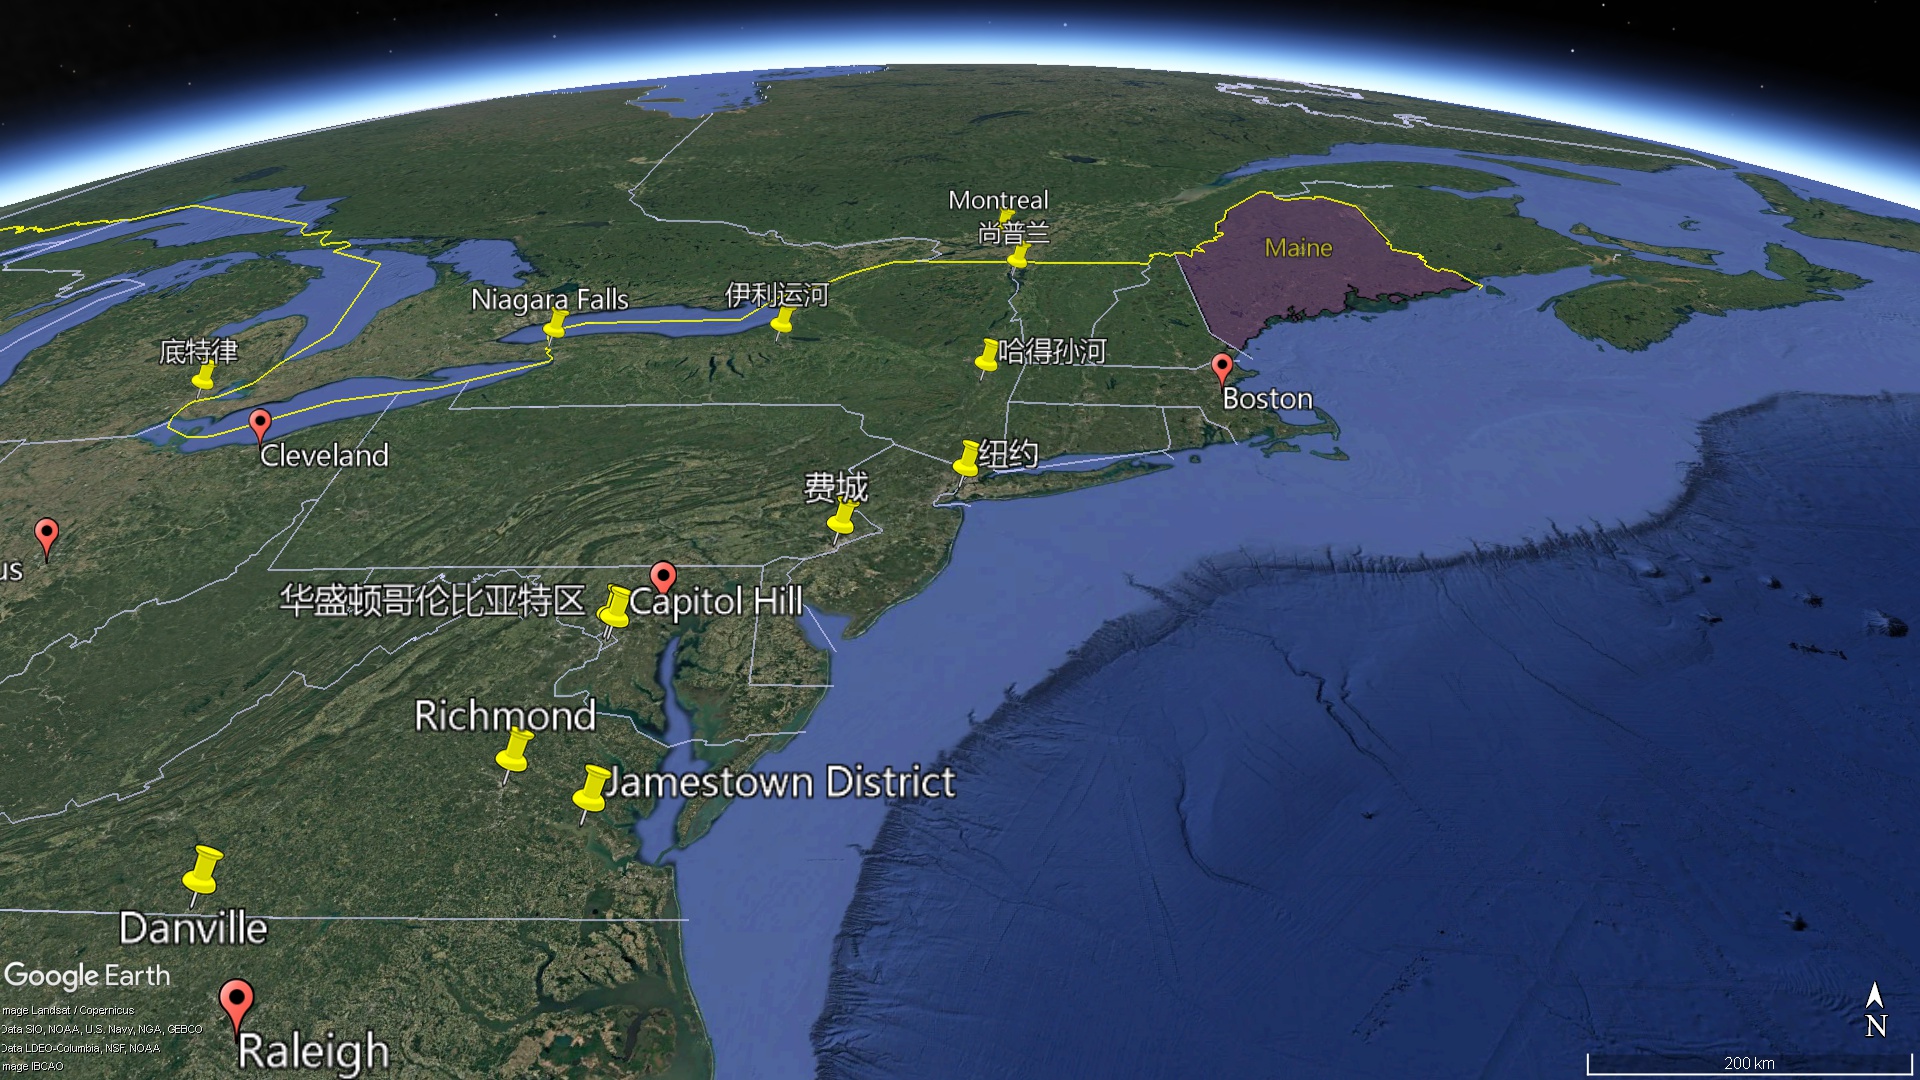 Montreal
尚普兰
Maine
Niagara Falls
伊利运河
底特律
哈得孙河
Boston
Cleveland
纽约
费城
us
华盛顿哥伦比亚特区
Capitol Hill
Richmond
Jamestown District
Danville
Google Earth
mage Landsat / Copernicus
Data SIO, NOAA, U.S. Navy, NGA, GEBCO
Data LDEO-Columbia, NSF, NOAA
mage IBCAO
Raleigh
N
200 km